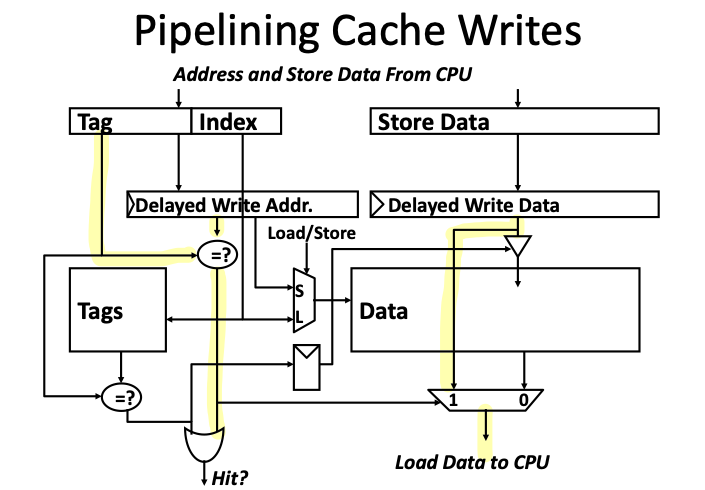 Pipelining Cache Writes
Address and Store Data From CPU
Tag
Index
Store Data
Delayed Write Addr.
Delayed Write Data
Load/Store
=?
S
L
Tags
Data
=?
1
0
Hit?
Load Data to CPU